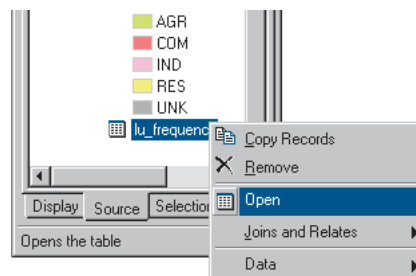 AGR
COM
IND
RES
UNK
lu_frequenc
Copy Records
Remove
Open
Joins and Relates
Data
Display Source Selection
Opens the table